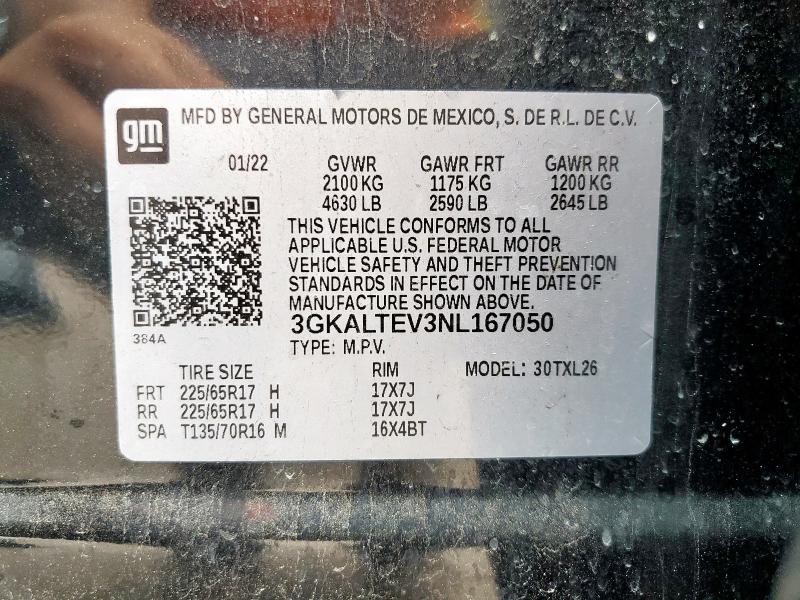 gm
MFD BY GENERAL MOTORS DE MEXICO, S. DE R.L. DE C.V.
01/22 GVWR GAWR FRT GAWR RR
2100 KG 1175 KG 1200 KG
4630 LB 2590 LB 2645 LB
THIS VEHICLE CONFORMS TO ALL
APPLICABLE U.S. FEDERAL MOTOR
VEHICLE SAFETY AND THEFT PREVENTION
STANDARDS IN EFFECT ON THE DATE OF
MANUFACTURE SHOWN ABOVE.
3GKALTEV3NL167050
384A
TYPE: M.P.V.
TIRE SIZE RIM MODEL: 30TXL26
FRT 225/65R17 H 17X7J
RR 225/65R17 H 17X7J
SPA T135/70R16 M 16X4BT